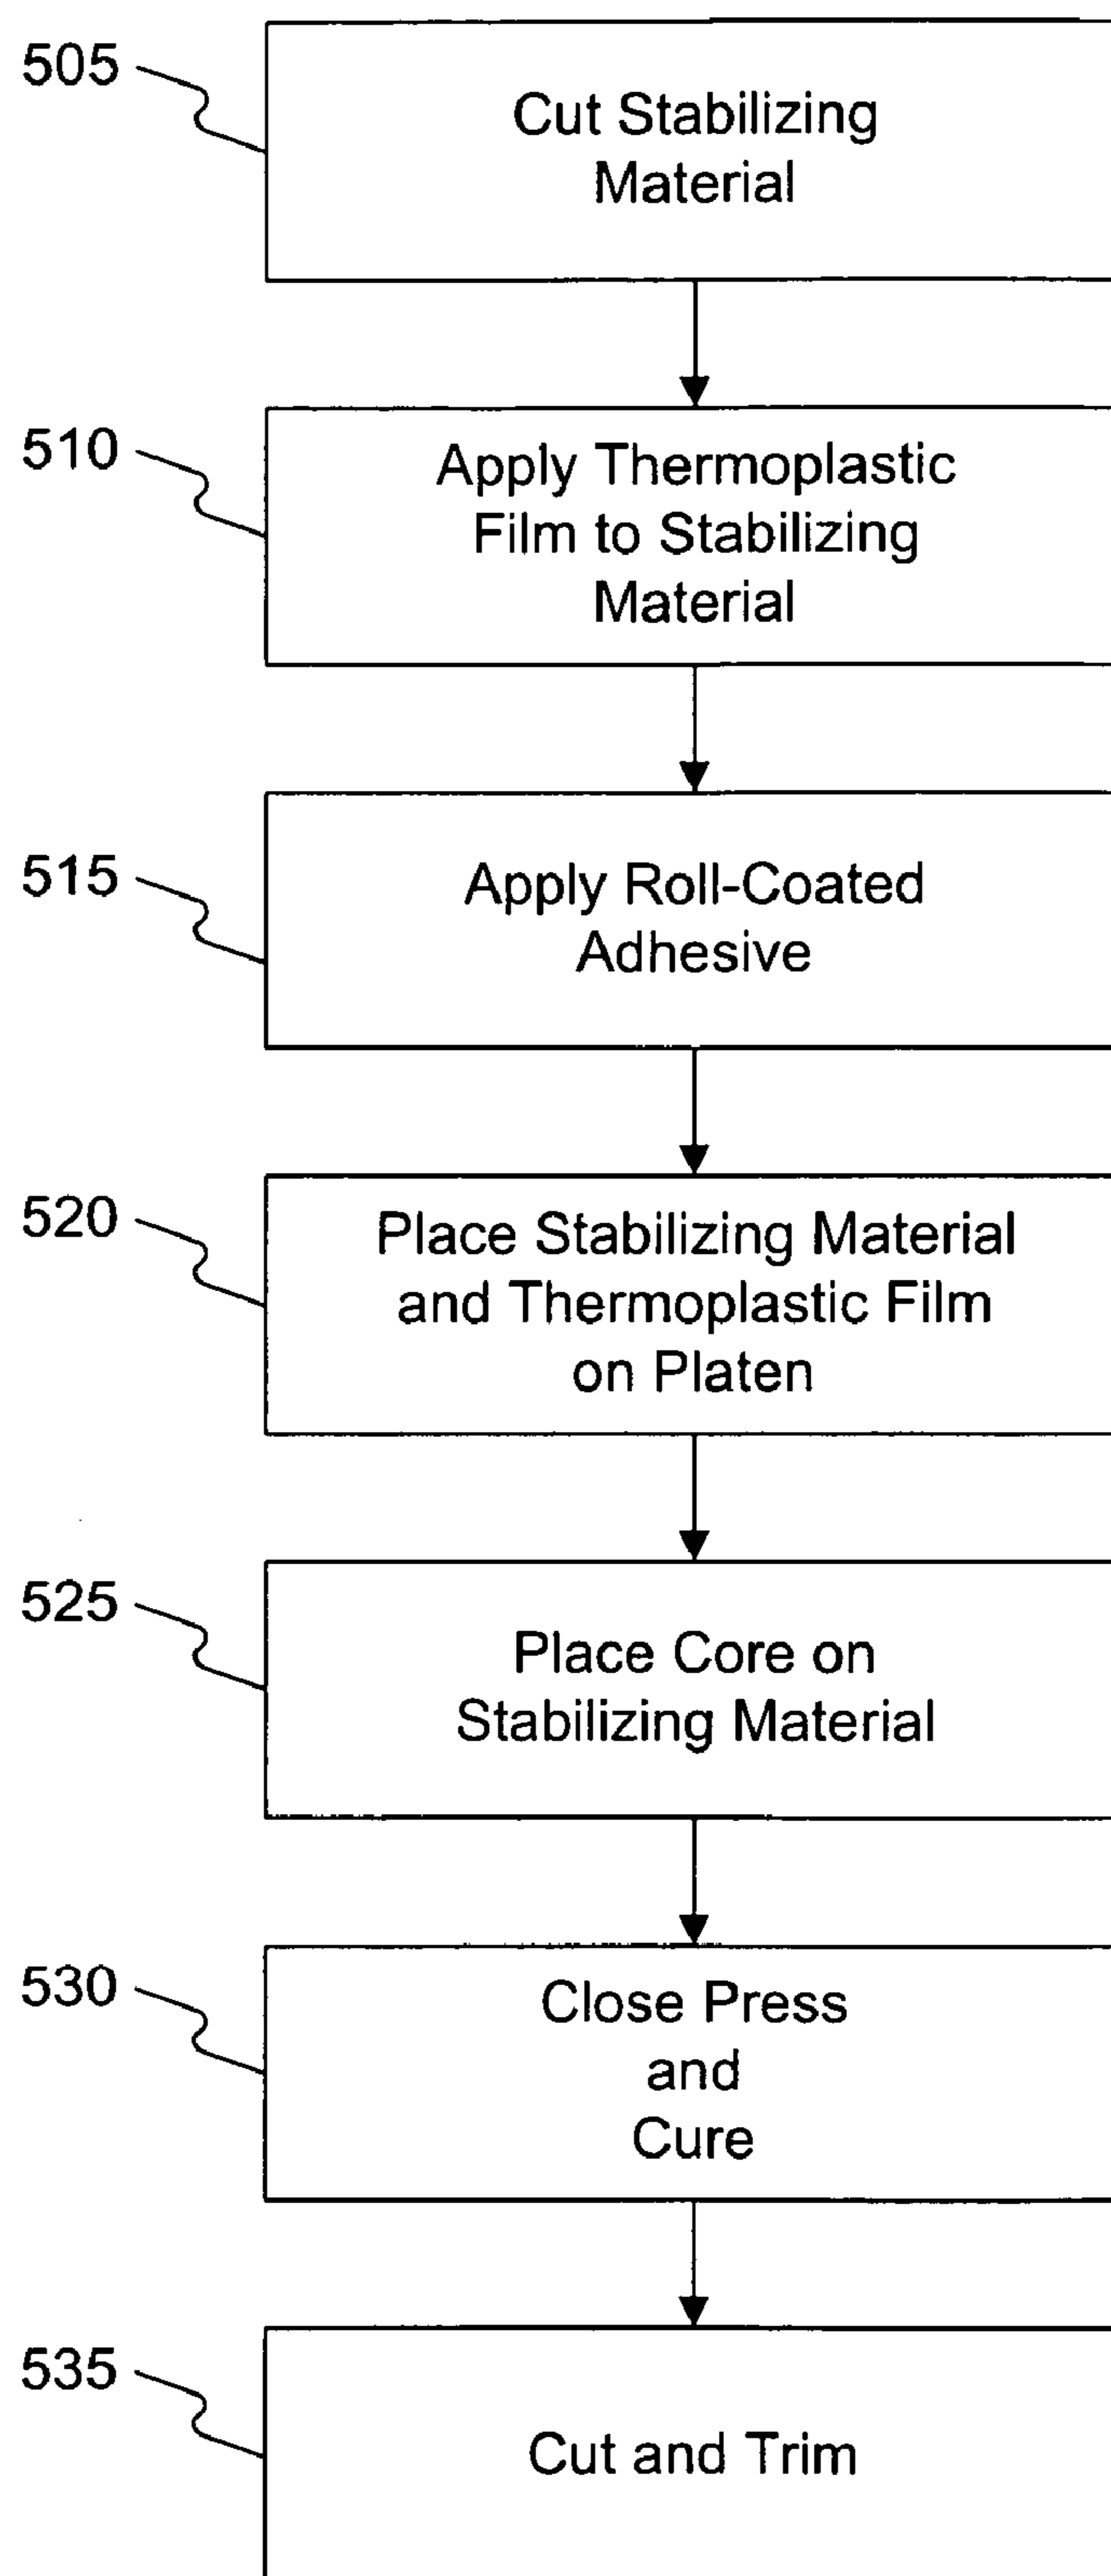 505
Cut Stabilizing
Material
510
Apply Thermoplastic
Film to Stabilizing
Material
515
Apply Roll-Coated
Adhesive
520
Place Stabilizing Material
and Thermoplastic Film
on Platen
525
Place Core on
Stabilizing Material
530
Close Press
and
Cure
535
Cut and Trim